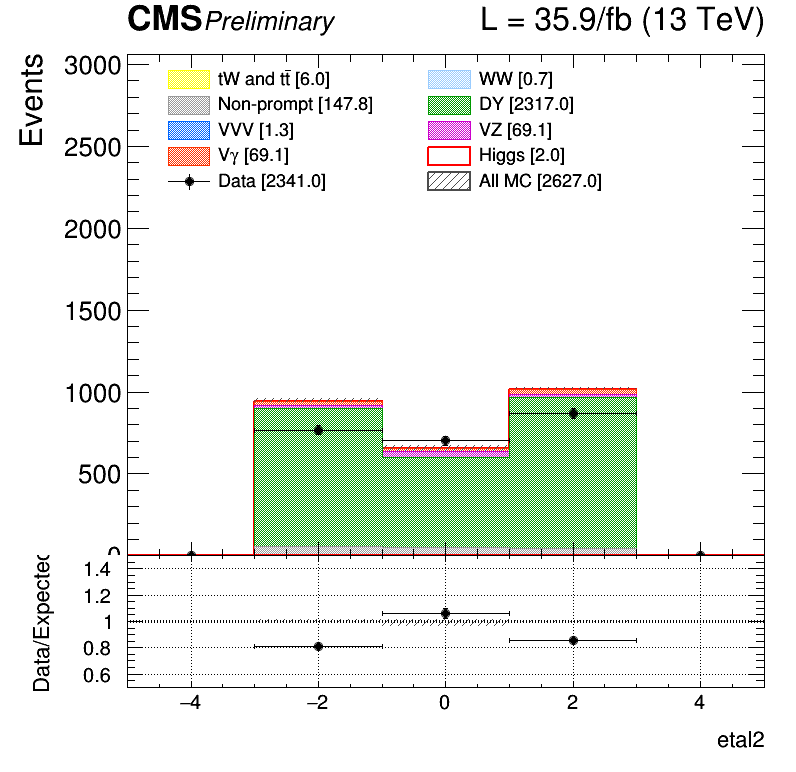 CMS Preliminary L = 35.9/fb (13 TeV)
Events
3000
2500
2000
1500
1000
500
0
tW and tt̄ [6.0] WW [0.7]
Non-prompt [147.8] DY [2317.0]
VVV [1.3] VZ [69.1]
Vγ [69.1] Higgs [2.0]
Data [2341.0] All MC [2627.0]
Data/Expected
1.4
1.2
1
0.8
0.6
−4 −2 0 2 4
etal2